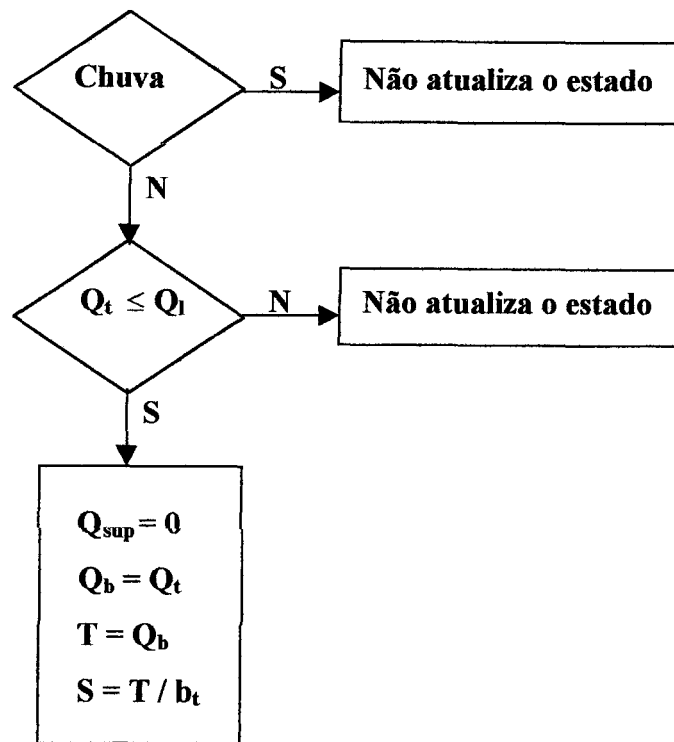 Chuva
S
Não atualiza o estado
N
Qt ≤ Ql
N
Não atualiza o estado
S
Qsup = 0
Qb = Qt
T = Qb
S = T / bt